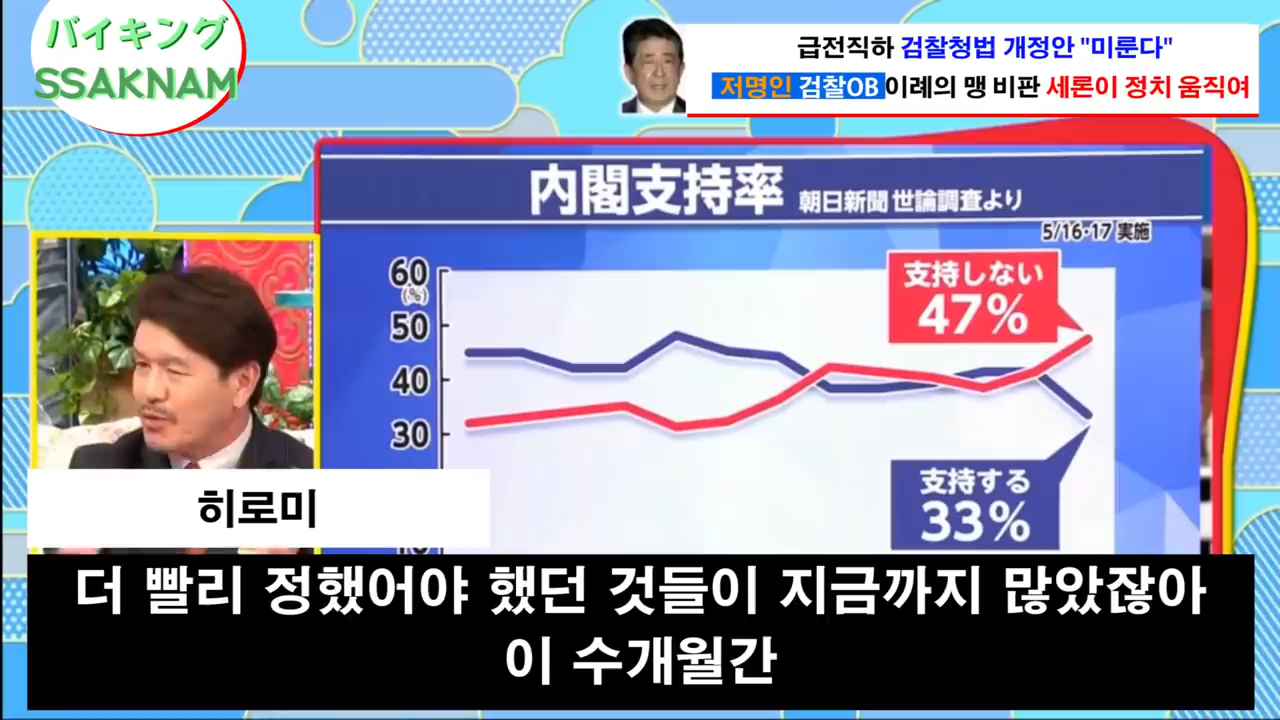 バイキング
SSAKNAM
급전직하 검찰청법 개정안 "미룬다"
저명인 검찰OB이례의 맹 비판 세론이 정치 움직여
内閣支持率 朝日新聞 世論調査より
5/16・17 実施
60
(%)
50
40
30
支持しない
47%
支持する
33%
히로미
더 빨리 정했어야 했던 것들이 지금까지 많았잖아
이 수개월간